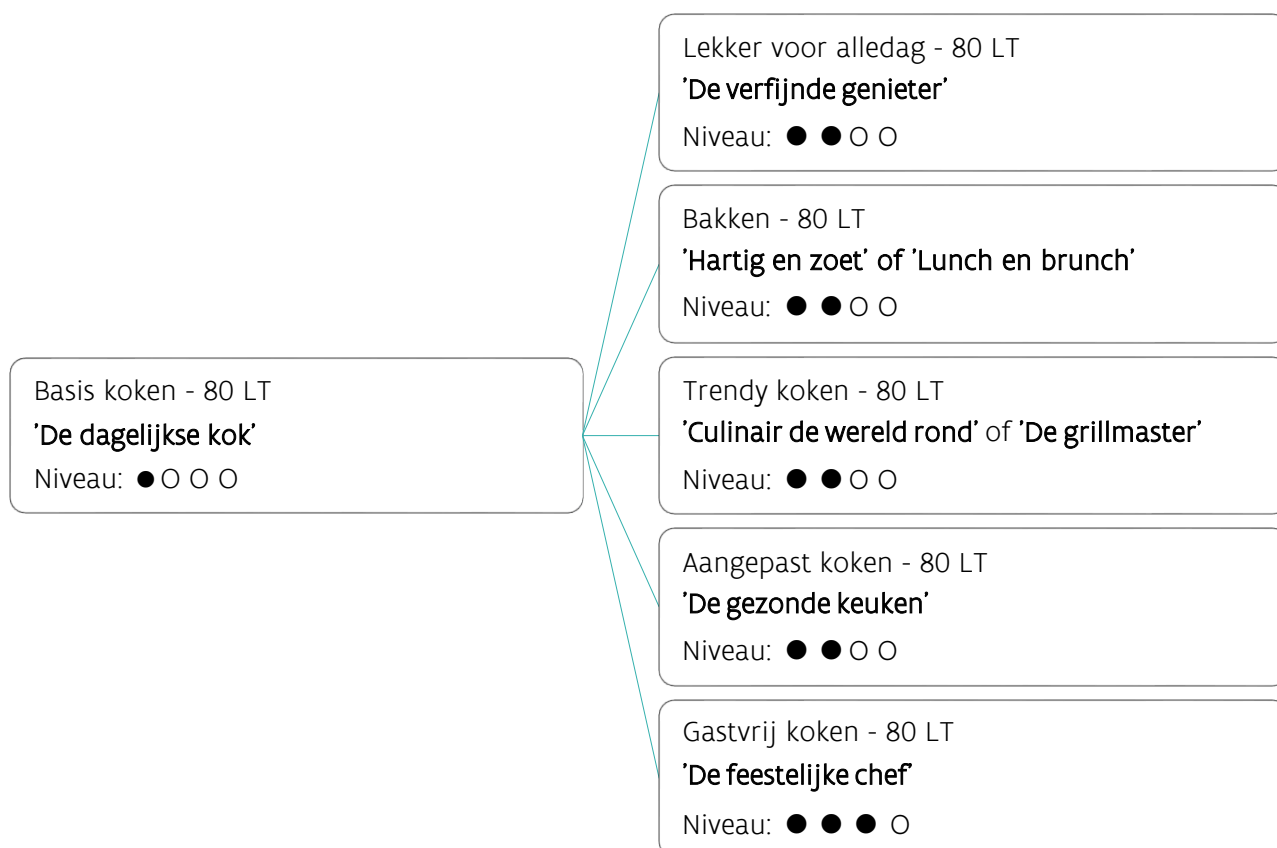 Lekker voor alledag - 80 LT
'De verfijnde genieter'
Niveau: ● ● O O
Bakken - 80 LT
'Hartig en zoet' of 'Lunch en brunch'
Niveau: ● ● O O
Basis koken - 80 LT
'De dagelijkse kok'
Niveau: ● O O O
Trendy koken - 80 LT
'Culinair de wereld rond' of 'De grillmaster'
Niveau: ● ● O O
Aangepast koken - 80 LT
'De gezonde keuken'
Niveau: ● ● O O
Gastvrij koken - 80 LT
'De feestelijke chef'
Niveau: ● ● ● O